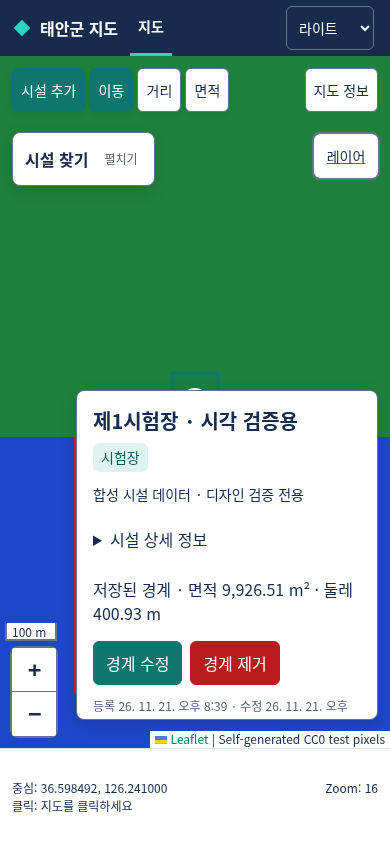 태안군 지도 지도 라이트
시설 추가 이동 거리 면적 지도 정보
시설 찾기 펼치기 레이어
제1시험장 · 시각 검증용
시험장
합성 시설 데이터 · 디자인 검증 전용
▶ 시설 상세 정보
저장된 경계 · 면적 9,926.51 m² · 둘레
400.93 m
100 m
+
경계 수정 경계 제거
−
등록 26. 11. 21. 오후 8:39 · 수정 26. 11. 21. 오후
Leaflet | Self-generated CC0 test pixels
중심: 36.598492, 126.241000 Zoom: 16
클릭: 지도를 클릭하세요